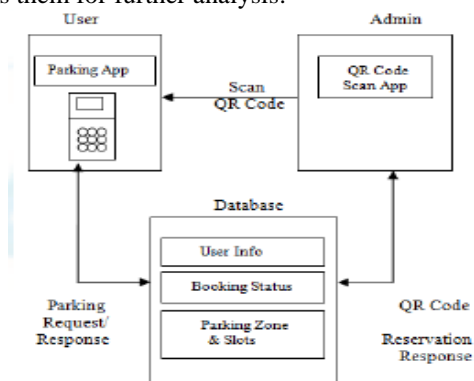 s them for further analysis.
User
Admin
Parking App
QR Code
Scan App
Scan
QR Code
Database
User Info
Booking Status
Parking Zone
& Slots
Parking
Request/
Response
QR Code
Reservation
Response